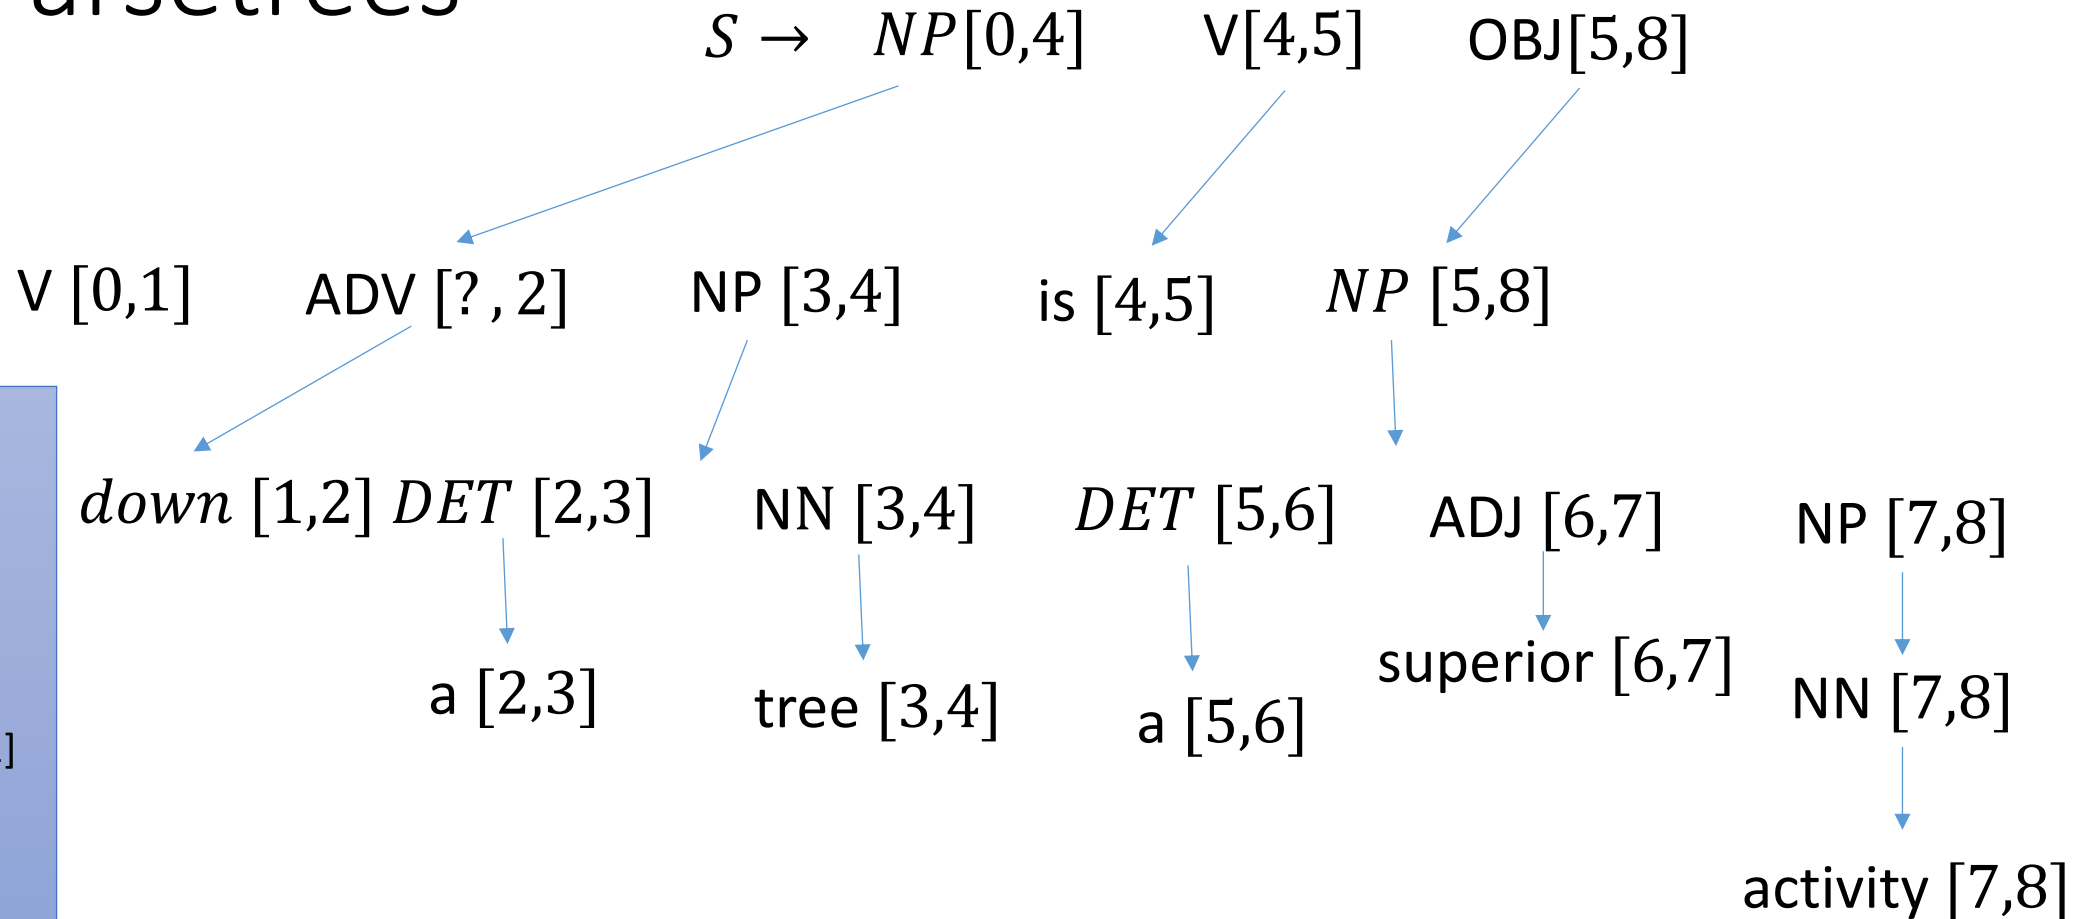 arsetrees
S → NP[0,4] V[4,5] OBJ[5,8]
V [0,1] ADV [? , 2] NP [3,4] is [4,5] NP [5,8]
down [1,2] DET [2,3] NN [3,4] DET [5,6] ADJ [6,7] NP [7,8]
a [2,3] tree [3,4] a [5,6] superior [6,7] NN [7,8]
]
activity [7,8]